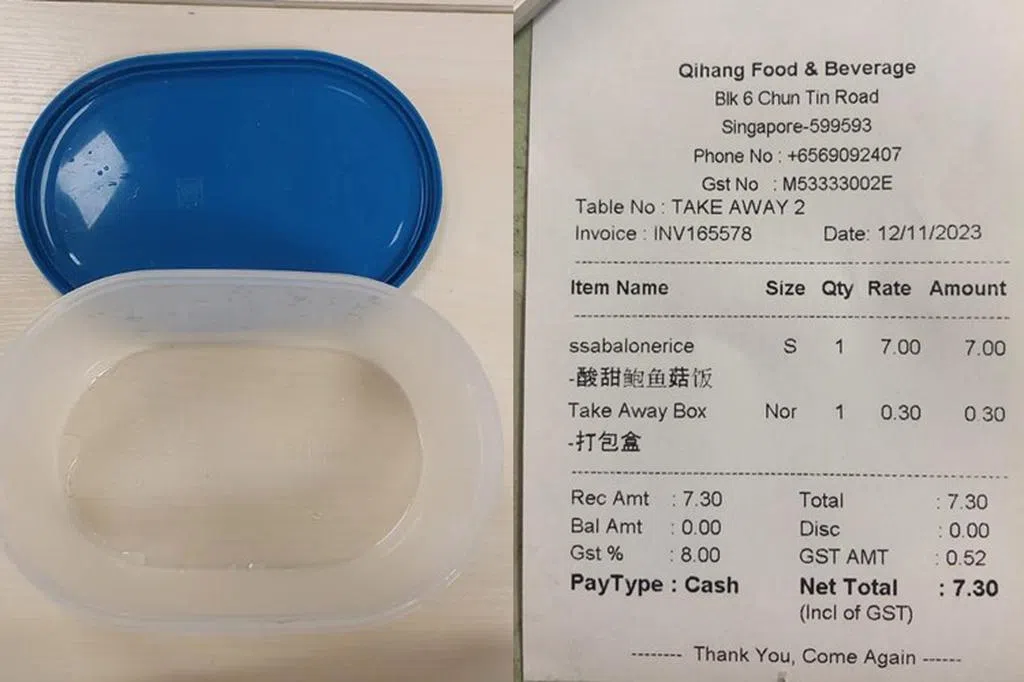 Qihang Food & Beverage
Blk 6 Chun Tin Road
Singapore-599593
Phone No : +6569092407
Gst No : M53333002E
Table No : TAKE AWAY 2
Invoice : INV165578 Date: 12/11/2023
Item Name Size Qty Rate Amount
ssabalonerice S 1 7.00 7.00
-酸甜鲍鱼菇饭
Take Away Box Nor 1 0.30 0.30
-打包盒
Rec Amt : 7.30 Total : 7.30
Bal Amt : 0.00 Disc : 0.00
Gst % : 8.00 GST AMT : 0.52
PayType : Cash Net Total : 7.30
(Incl of GST)
-------- Thank You, Come Again ------